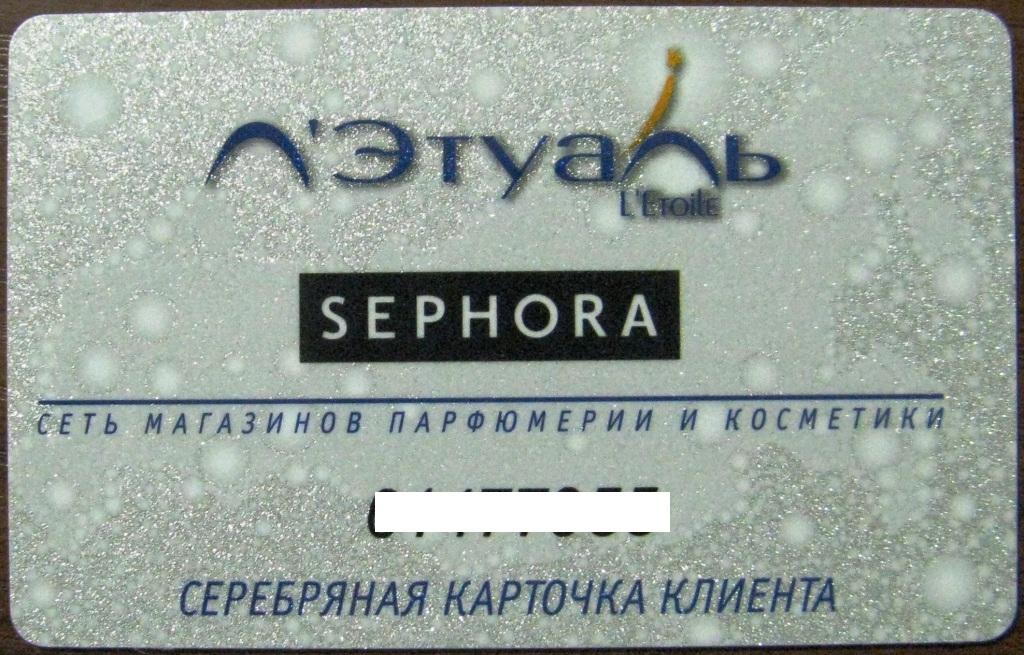 Л'Этуаль
L'Etoile
SEPHORA
СЕТЬ МАГАЗИНОВ ПАРФЮМЕРИИ И КОСМЕТИКИ
СЕРЕБРЯНАЯ КАРТОЧКА КЛИЕНТА